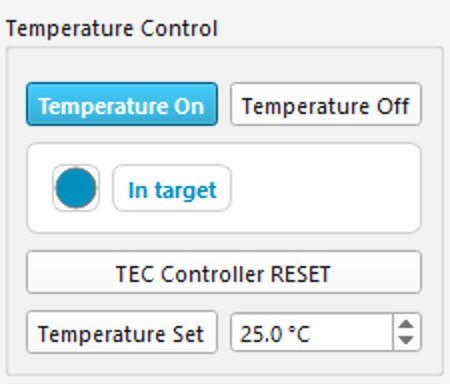 Temperature Control
Temperature On Temperature Off
In target
TEC Controller RESET
Temperature Set 25.0 °C